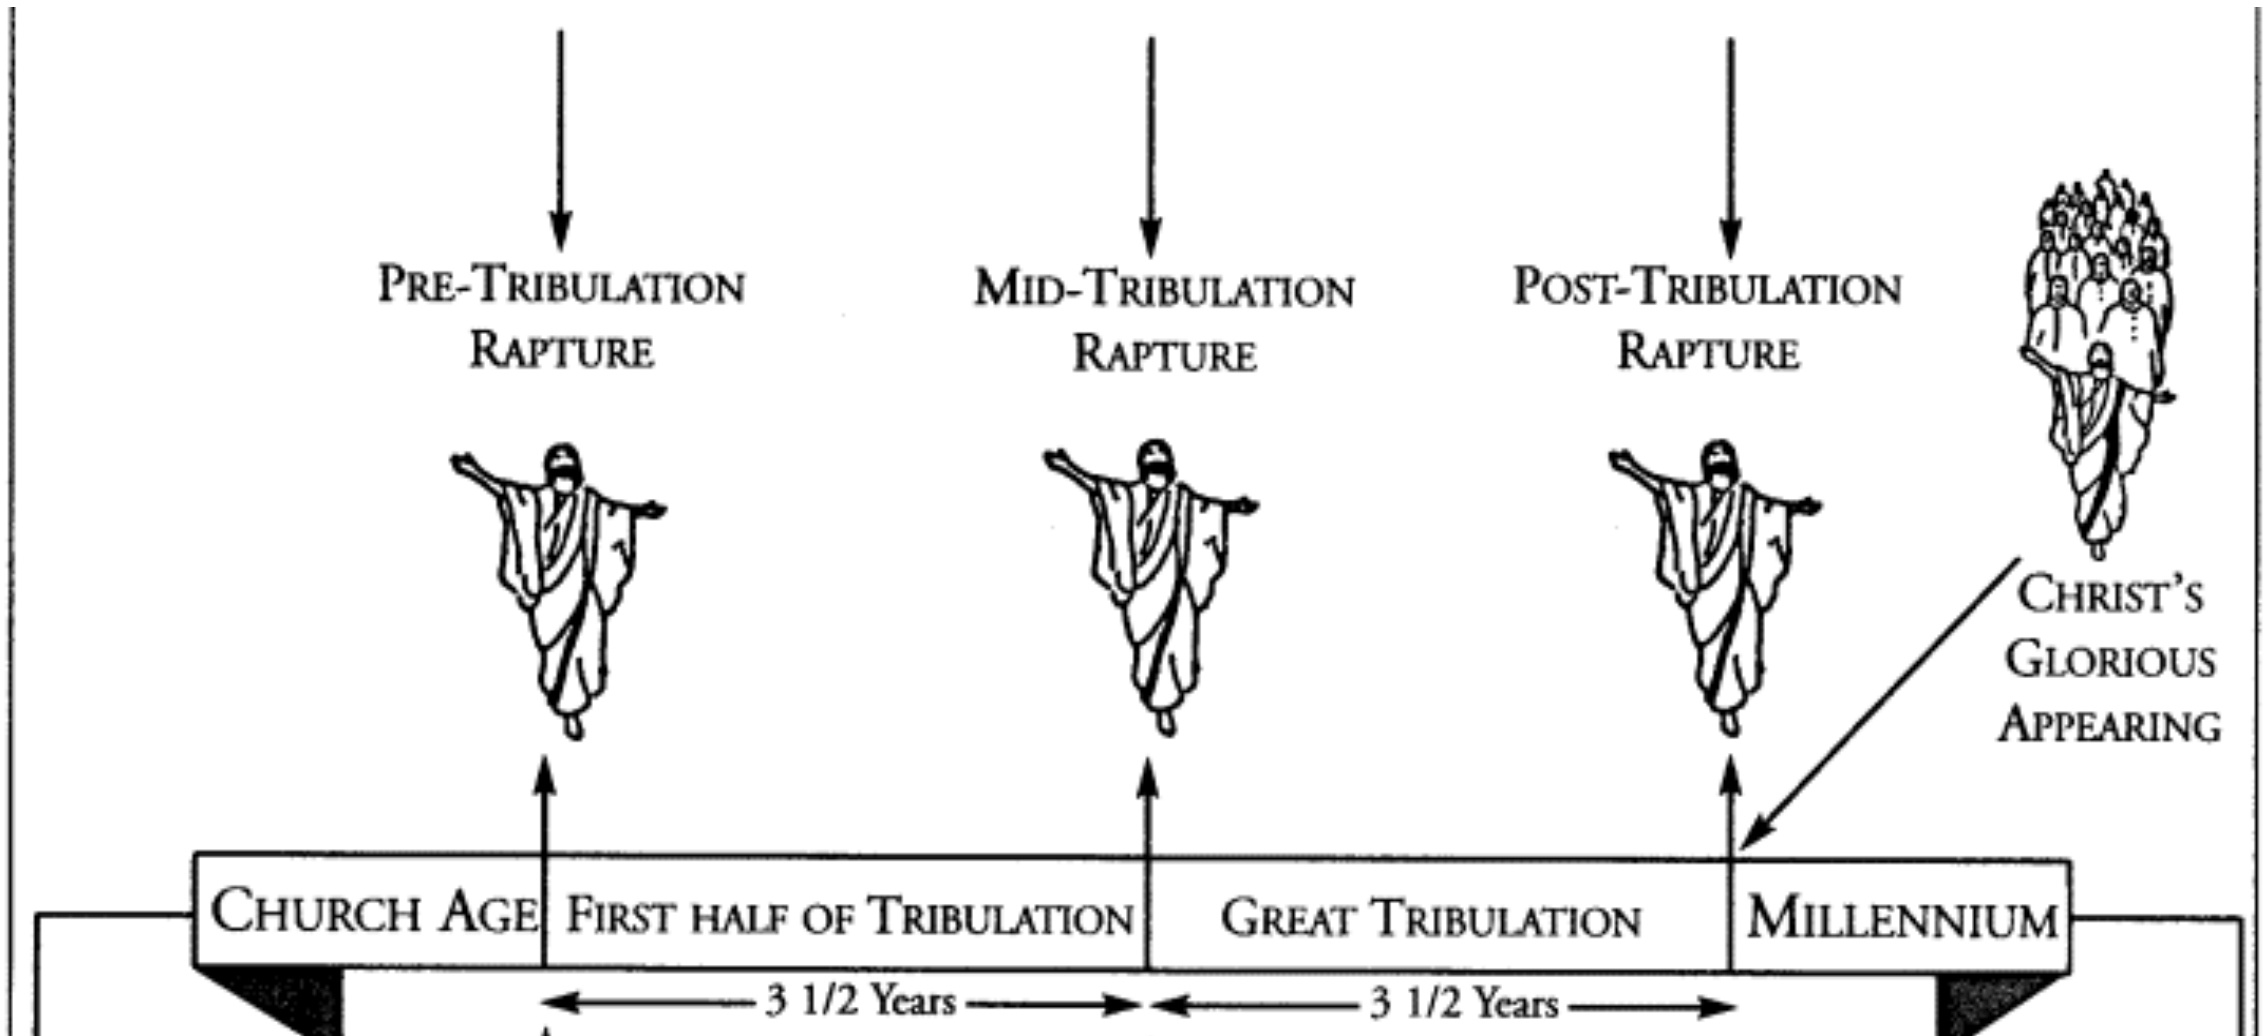 PRE-TRIBULATION
RAPTURE
MID-TRIBULATION
RAPTURE
POST-TRIBULATION
RAPTURE
CHRIST'S
GLORIOUS
APPEARING
CHURCH AGE
FIRST HALF OF TRIBULATION
GREAT TRIBULATION
MILLENNIUM
3 1/2 Years
3 1/2 Years